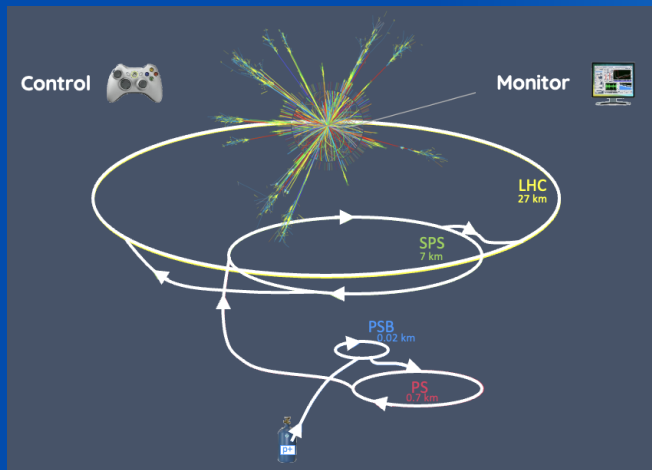 Control
Monitor
LHC
27 km
SPS
7 km
PSB
0.02 km
PS
0.7 km
p+